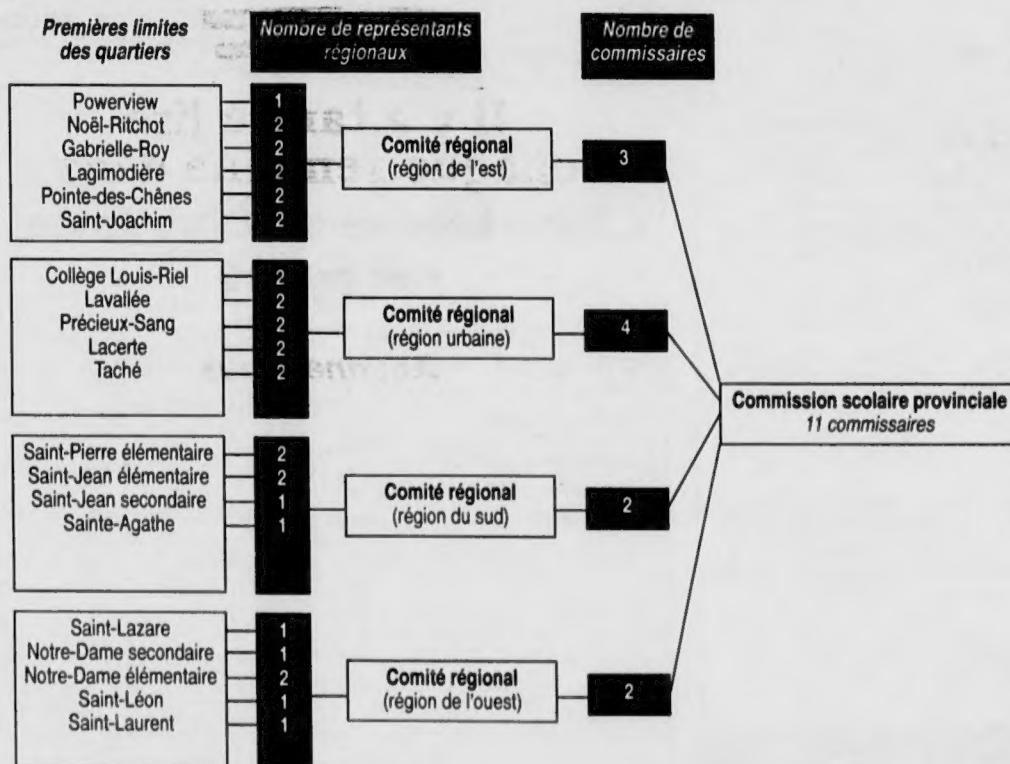 Premières limites
des quartiers
Nombre de représentants
régionaux
Nombre de
commissaires
Powerview
Noël-Ritchot
Gabrielle-Roy
Lagimodière
Pointe-des-Chênes
Saint-Joachim
1
2
2
2
2
2
Comité régional
(région de l'est)
3
Collège Louis-Riel
Lavallée
Précieux-Sang
Lacerte
Taché
2
2
2
2
2
Comité régional
(région urbaine)
4
Commission scolaire provinciale
11 commissaires
Saint-Pierre élémentaire
Saint-Jean élémentaire
Saint-Jean secondaire
Sainte-Agathe
2
2
1
1
Comité régional
(région du sud)
2
Saint-Lazare
Notre-Dame secondaire
Notre-Dame élémentaire
Saint-Léon
Saint-Laurent
1
1
2
1
1
Comité régional
(région de l'ouest)
2